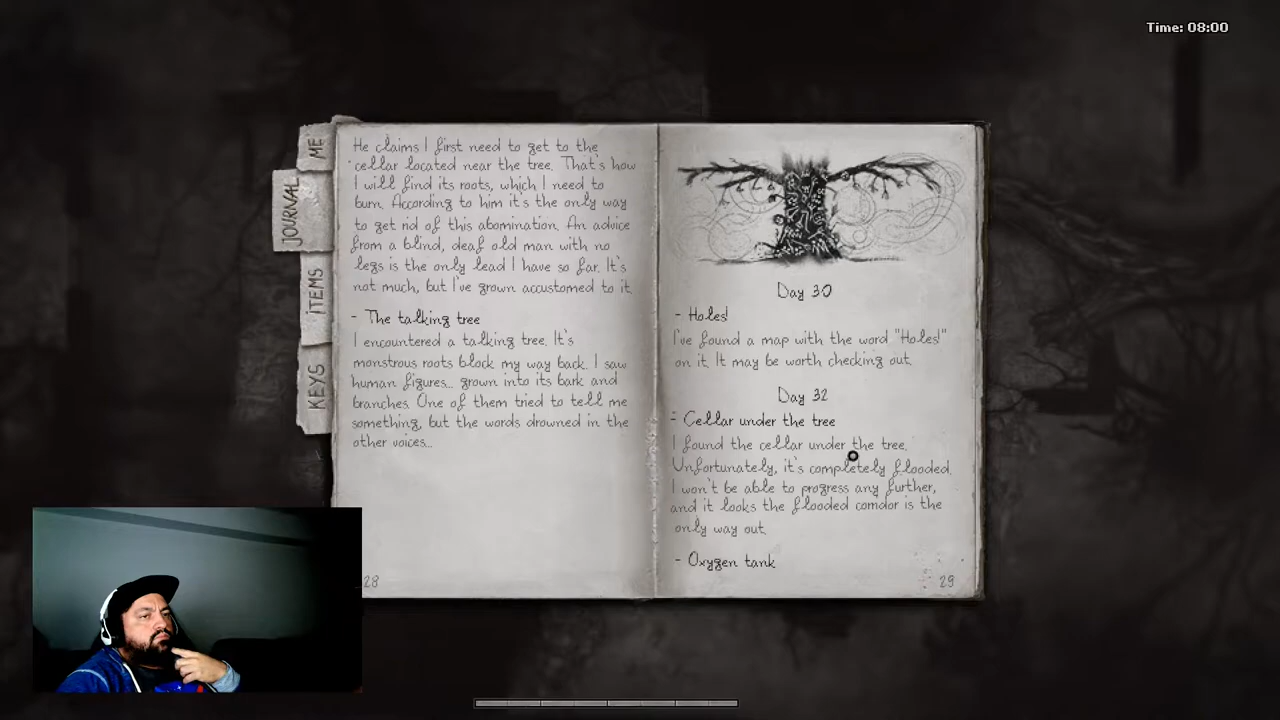 Time: 08:00
ME
JOURNAL
ITEMS
KEYS
He claims I first need to get to the
cellar located near the tree. That's how
I will find its roots, which I need to
burn. According to him it's the only way
to get rid of this abomination. An advice
from a blind, deaf old man with no
legs is the only lead I have so far. It's
not much, but I've grown accustomed to it.
- The talking tree
I encountered a talking tree. It's
monstrous roots block my way back. I saw
human figures... grown into its bark and
branches. One of them tried to tell me
something, but the words drowned in the
other voices...
28
Day 30
- Holes!
I've found a map with the word "Holes!"
on it. It may be worth checking out.
Day 32
- Cellar under the tree
I found the cellar under the tree.
Unfortunately, it's completely flooded.
I won't be able to progress any further,
and it looks the flooded corridor is the
only way out.
- Oxygen tank
29